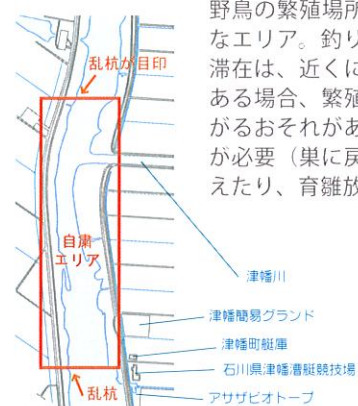 野鳥の繁殖場所
なエリア。釣り
滞在は、近くに
ある場合、繁殖
がるおそれがあ
が必要（巣に戻
えたり、育雛放
乱杭が目印
自粛
エリア
乱杭
津幡川
津幡簡易グランド
津幡町艇庫
石川県津幡漕艇競技場
アサザビオトープ